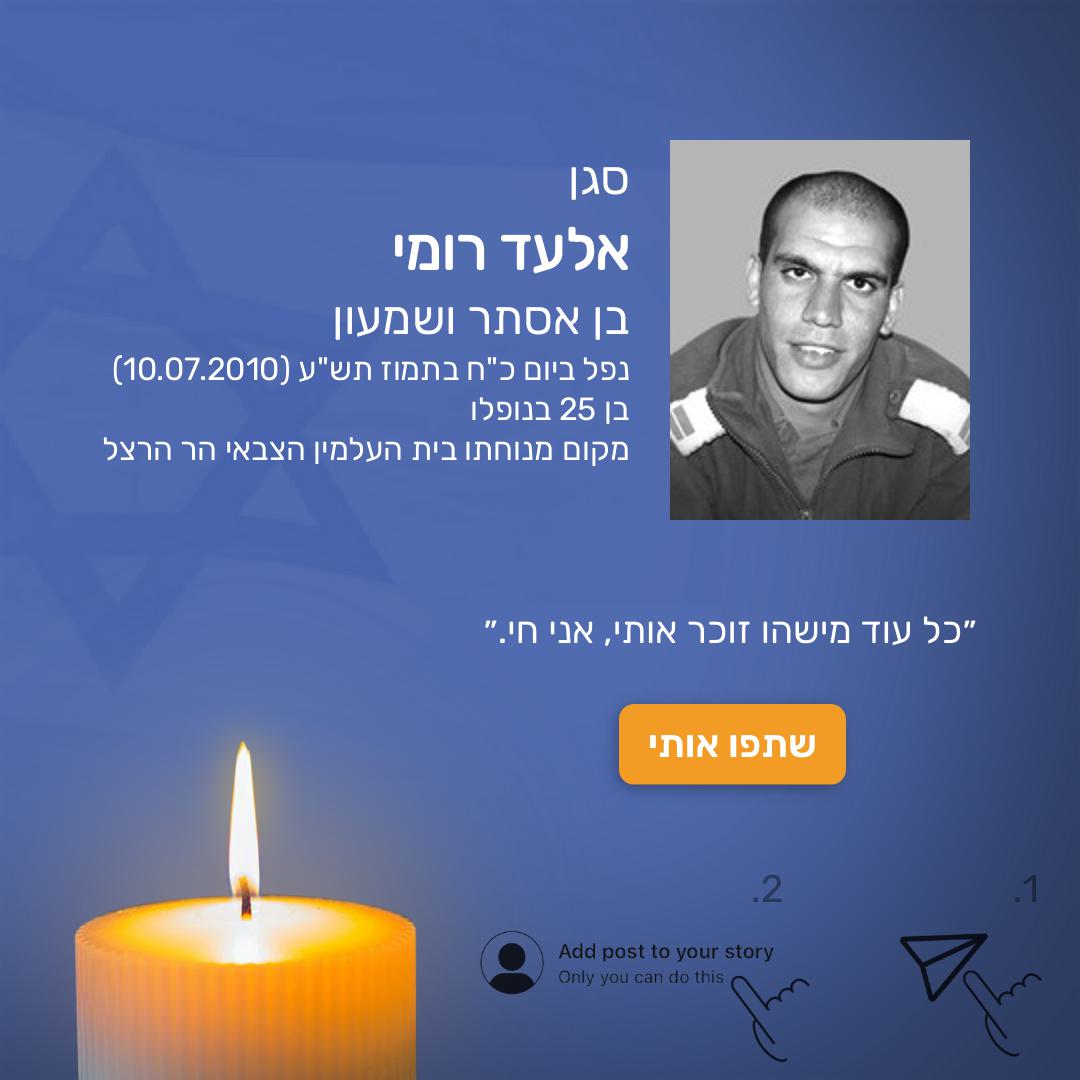 סגן
אלעד רומי
בן אסתר ושמעון
נפל ביום כ"ח בתמוז תש"ע (10.07.2010)
בן 25 בנופלו
מקום מנוחתו בית העלמין הצבאי הר הרצל
״כל עוד מישהו זוכר אותי, אני חי.״
שתפו אותי
1.
2.
Add post to your story
Only you can do this